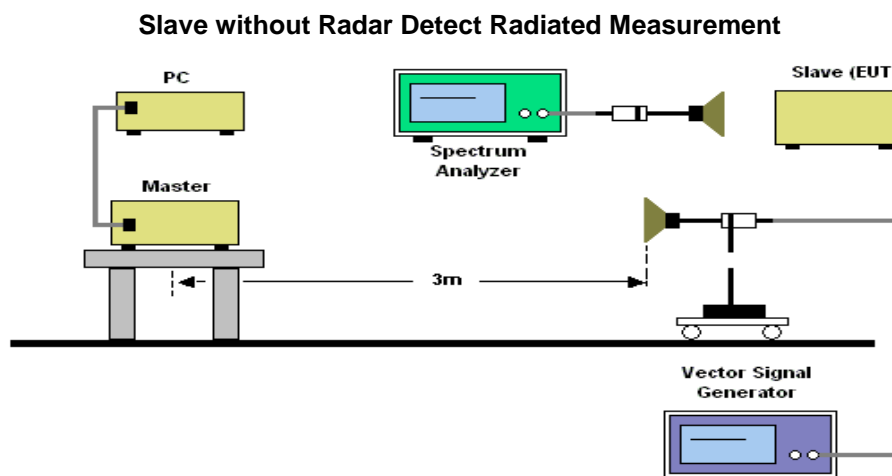 Slave without Radar Detect Radiated Measurement
PC
Slave (EUT
Spectrum
Analyzer
Master
3m
Vector Signal
Generator